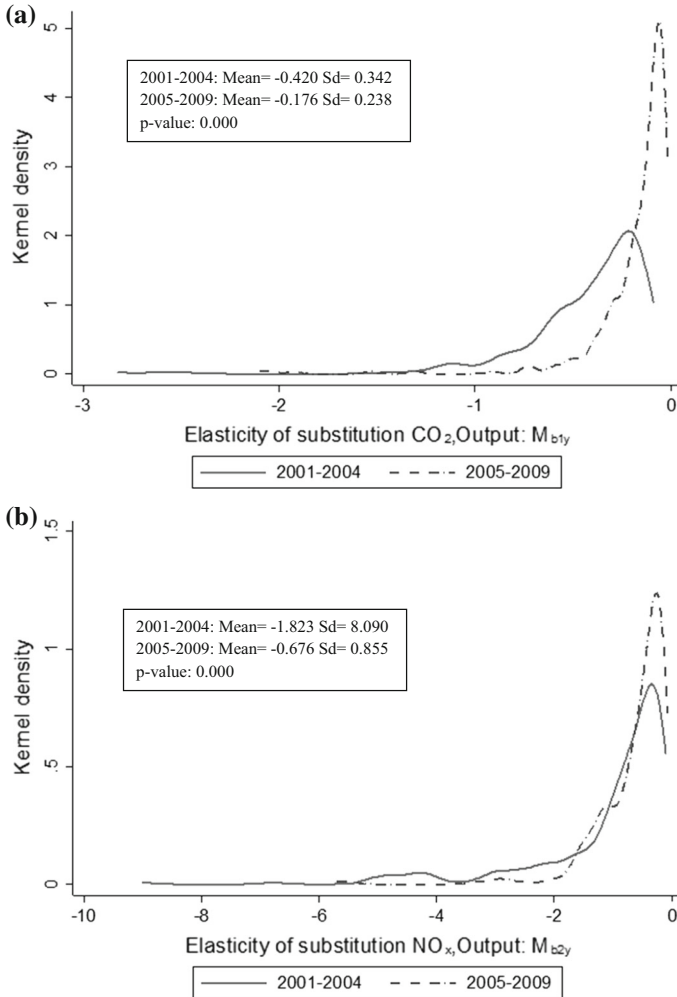 (a)
5
4
3
2
1
0
Kernel density
2001-2004: Mean= -0.420 Sd= 0.342
2005-2009: Mean= -0.176 Sd= 0.238
p-value: 0.000
-3 -2 -1 0
Elasticity of substitution CO₂,Output: M_b1y
2001-2004 2005-2009
(b)
1.5
1
.5
0
Kernel density
2001-2004: Mean= -1.823 Sd= 8.090
2005-2009: Mean= -0.676 Sd= 0.855
p-value: 0.000
-10 -8 -6 -4 -2 0
Elasticity of substitution NOₓ,Output: M_b2y
2001-2004 2005-2009